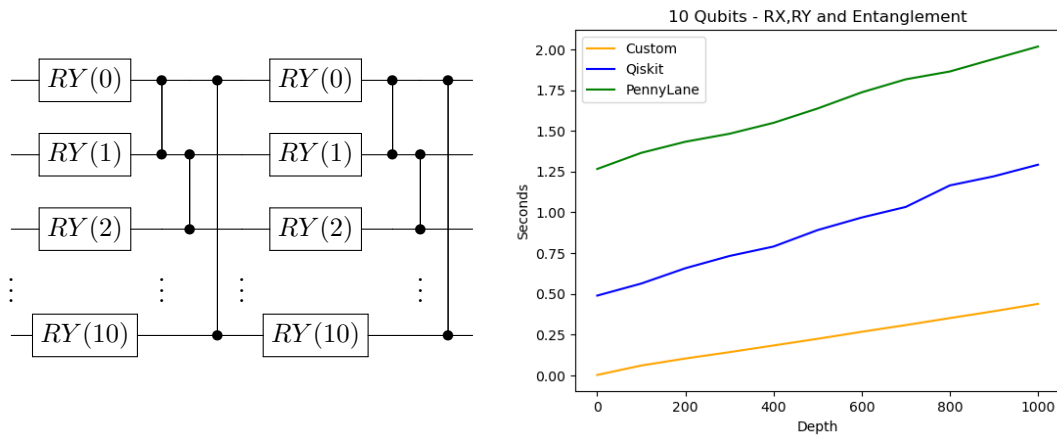 RY(0) RY(0)
RY(1) RY(1)
RY(2) RY(2)
RY(10) RY(10)
10 Qubits - RX,RY and Entanglement
Custom
Qiskit
PennyLane
2.00
1.75
1.50
1.25
1.00
0.75
0.50
0.25
0.00
Seconds
0 200 400 600 800 1000
Depth